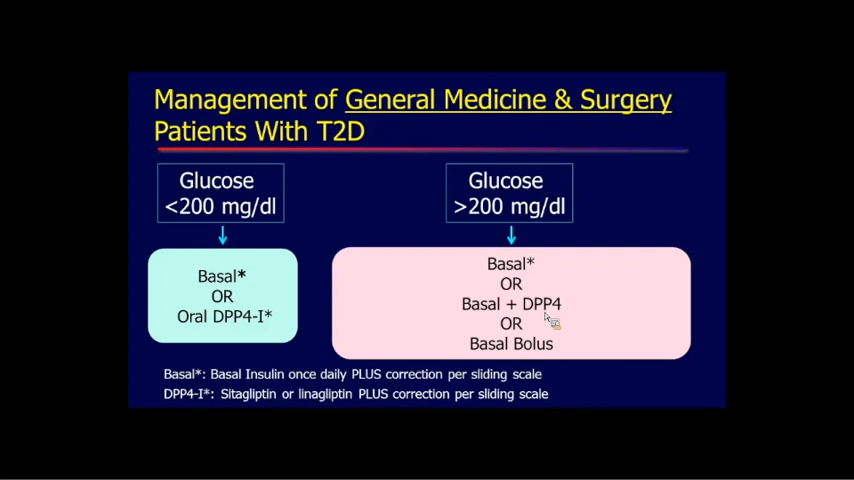 Management of General Medicine & Surgery
Patients With T2D
Glucose
<200 mg/dl
Glucose
>200 mg/dl
Basal*
OR
Oral DPP4-I*
Basal*
OR
Basal + DPP4
OR
Basal Bolus
Basal*: Basal Insulin once daily PLUS correction per sliding scale
DPP4-I*: Sitagliptin or linagliptin PLUS correction per sliding scale